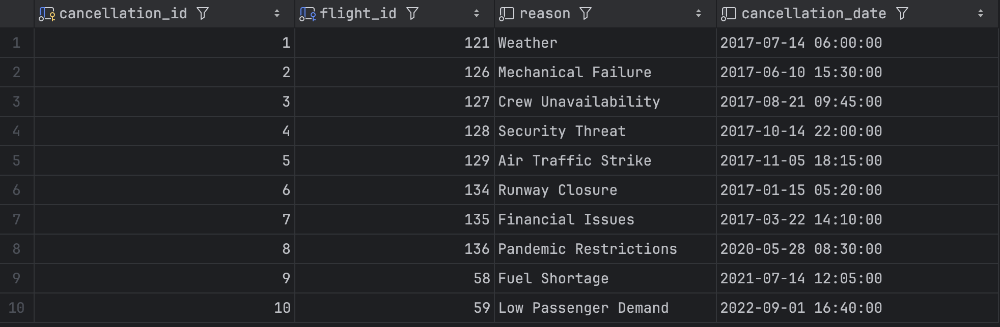 cancellation_id flight_id reason cancellation_date
1 1 121 Weather 2017-07-14 06:00:00
2 2 126 Mechanical Failure 2017-06-10 15:30:00
3 3 127 Crew Unavailability 2017-08-21 09:45:00
4 4 128 Security Threat 2017-10-14 22:00:00
5 5 129 Air Traffic Strike 2017-11-05 18:15:00
6 6 134 Runway Closure 2017-01-15 05:20:00
7 7 135 Financial Issues 2017-03-22 14:10:00
8 8 136 Pandemic Restrictions 2020-05-28 08:30:00
9 9 58 Fuel Shortage 2021-07-14 12:05:00
10 10 59 Low Passenger Demand 2022-09-01 16:40:00